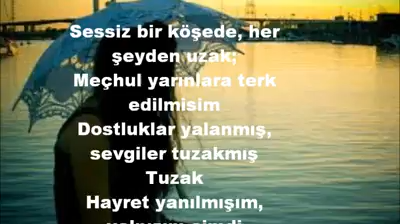 Sessiz bir köşede, her
şeyden uzak;
Meçhul yarınlara terk
edilmisim
Dostluklar yalanmış,
sevgiler tuzakmış
Tuzak
Hayret yanılmışım,